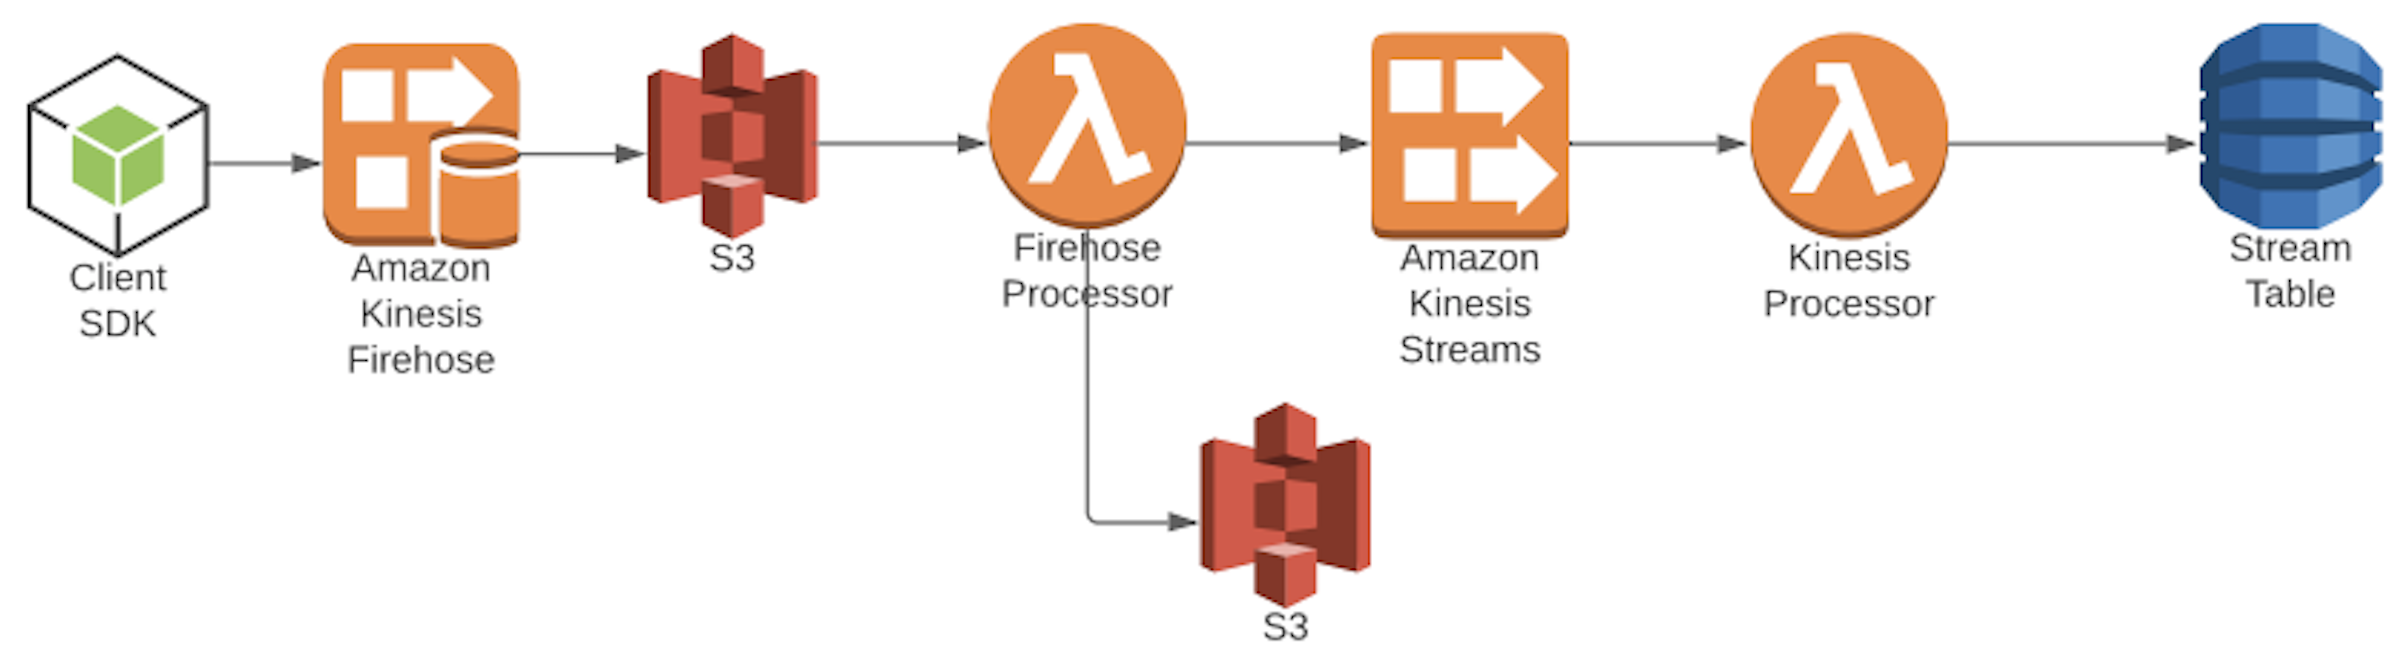 Client
SDK
Amazon
Kinesis
Firehose
S3
Firehose
Processor
Amazon
Kinesis
Streams
Kinesis
Processor
Stream
Table
S3